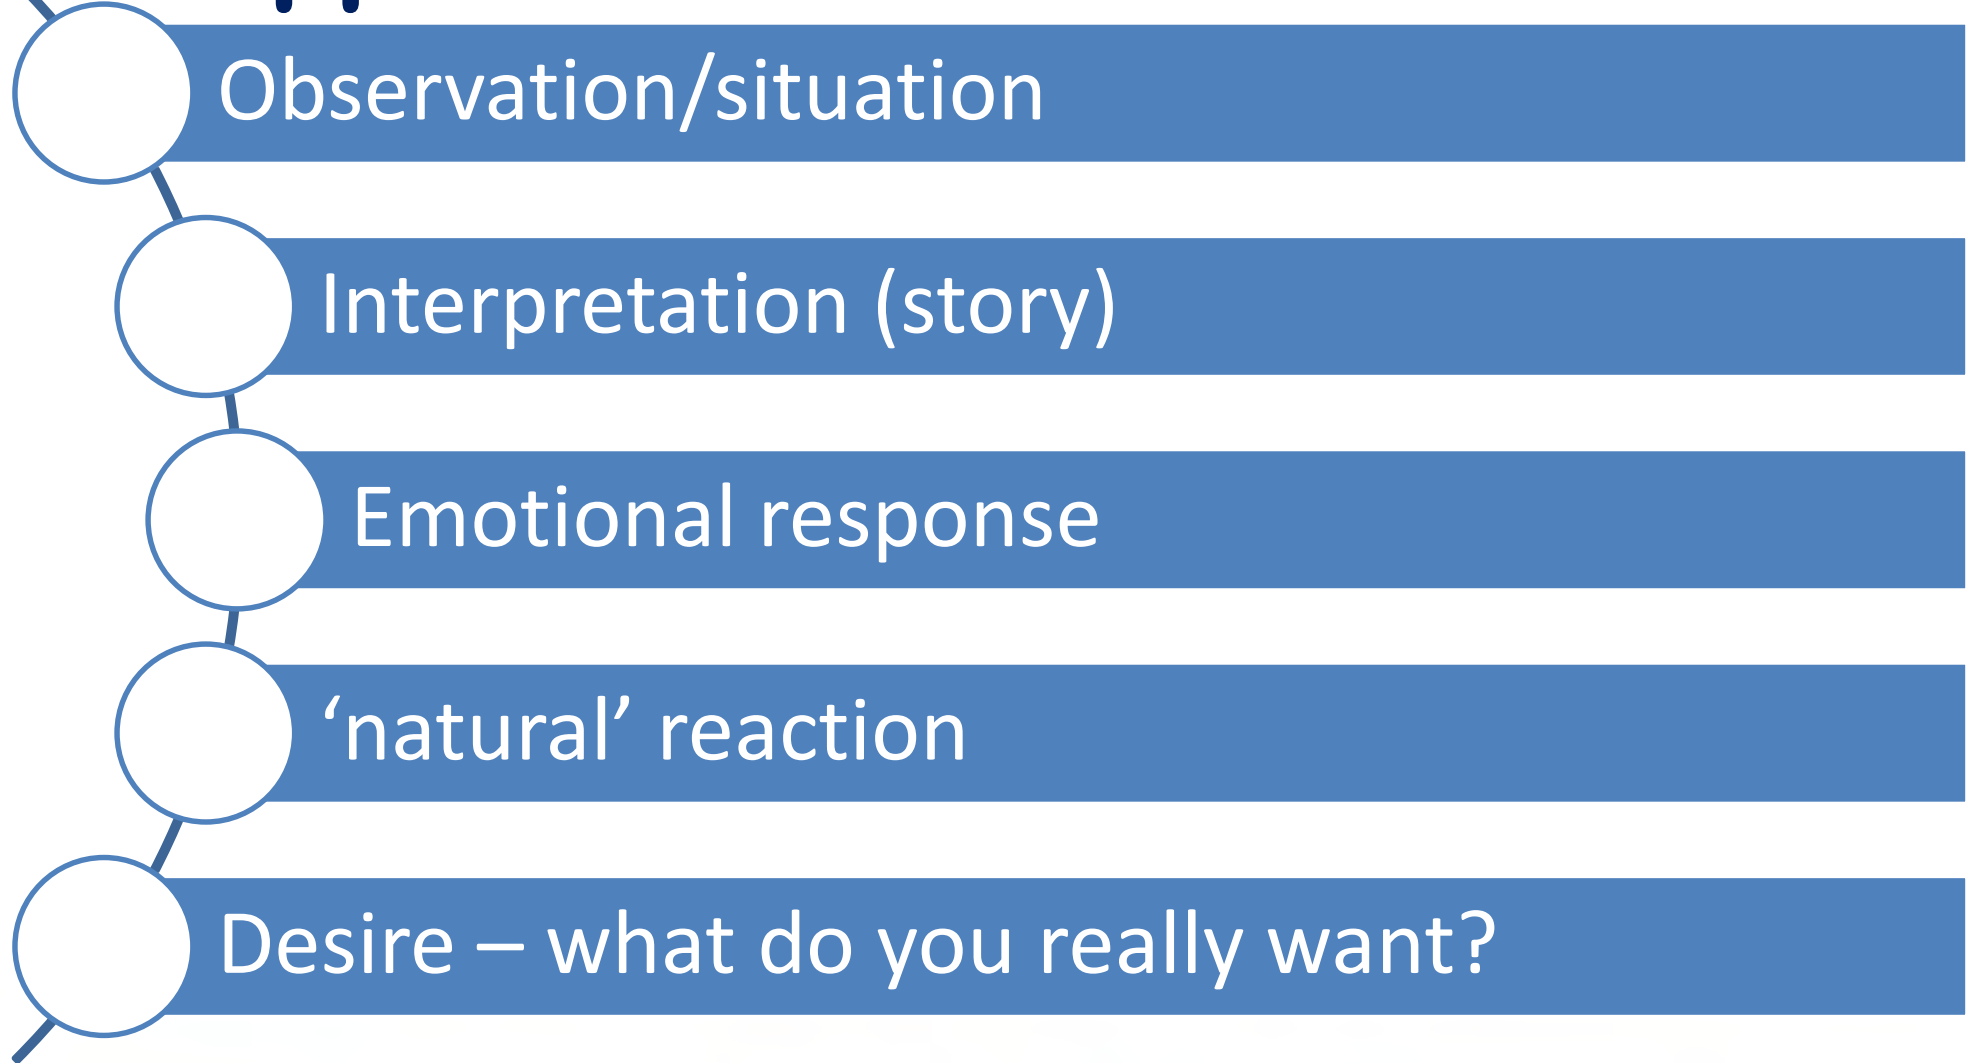 Observation/situation
Interpretation (story)
Emotional response
‘natural’ reaction
Desire – what do you really want?